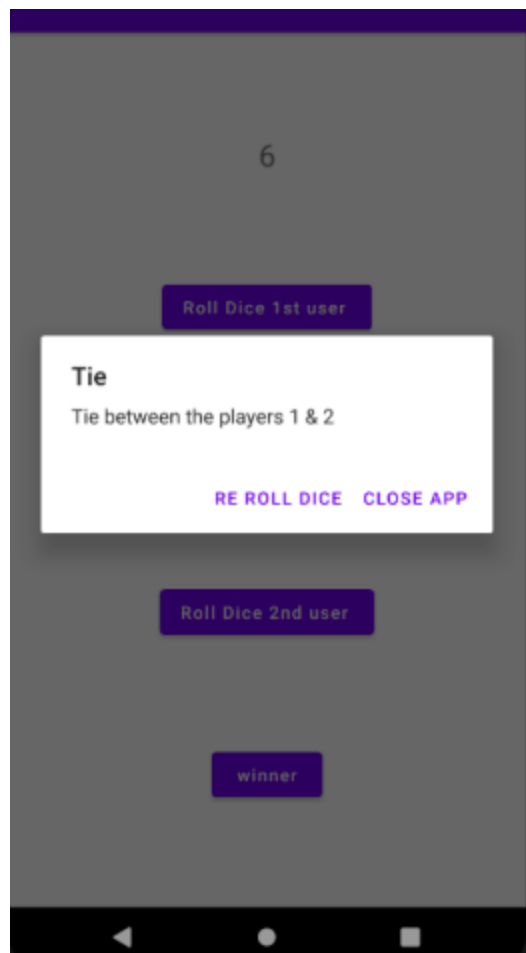 6
Roll Dice 1st user
Tie
Tie between the players 1 & 2
RE ROLL DICE CLOSE APP
Roll Dice 2nd user
winner